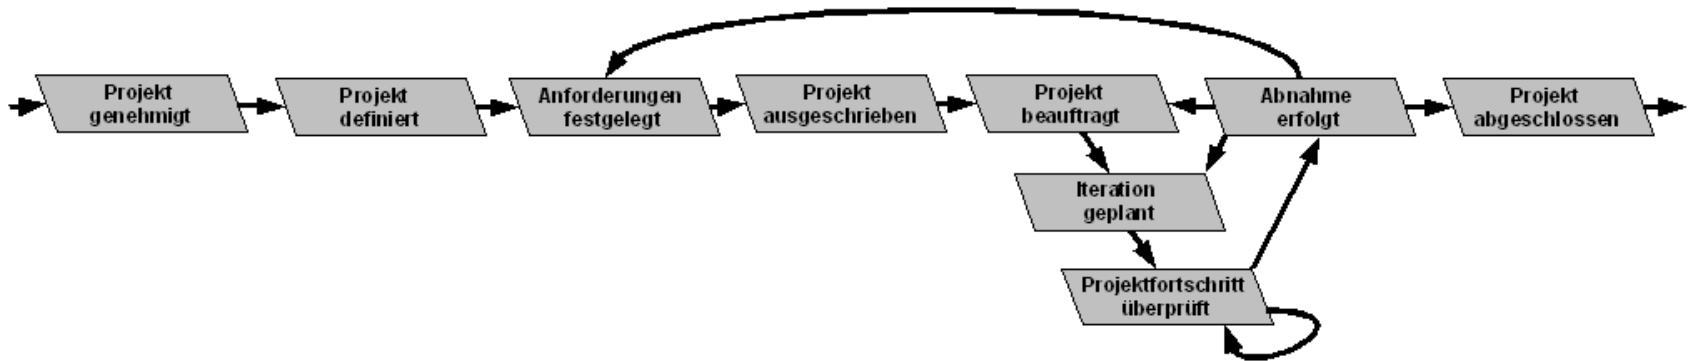 Projekt
genehmigt
Projekt
definiert
Anforderungen
festgelegt
Projekt
ausgeschrieben
Projekt
beauftragt
Abnahme
erfolgt
Projekt
abgeschlossen
Iteration
geplant
Projektfortschritt
überprüft